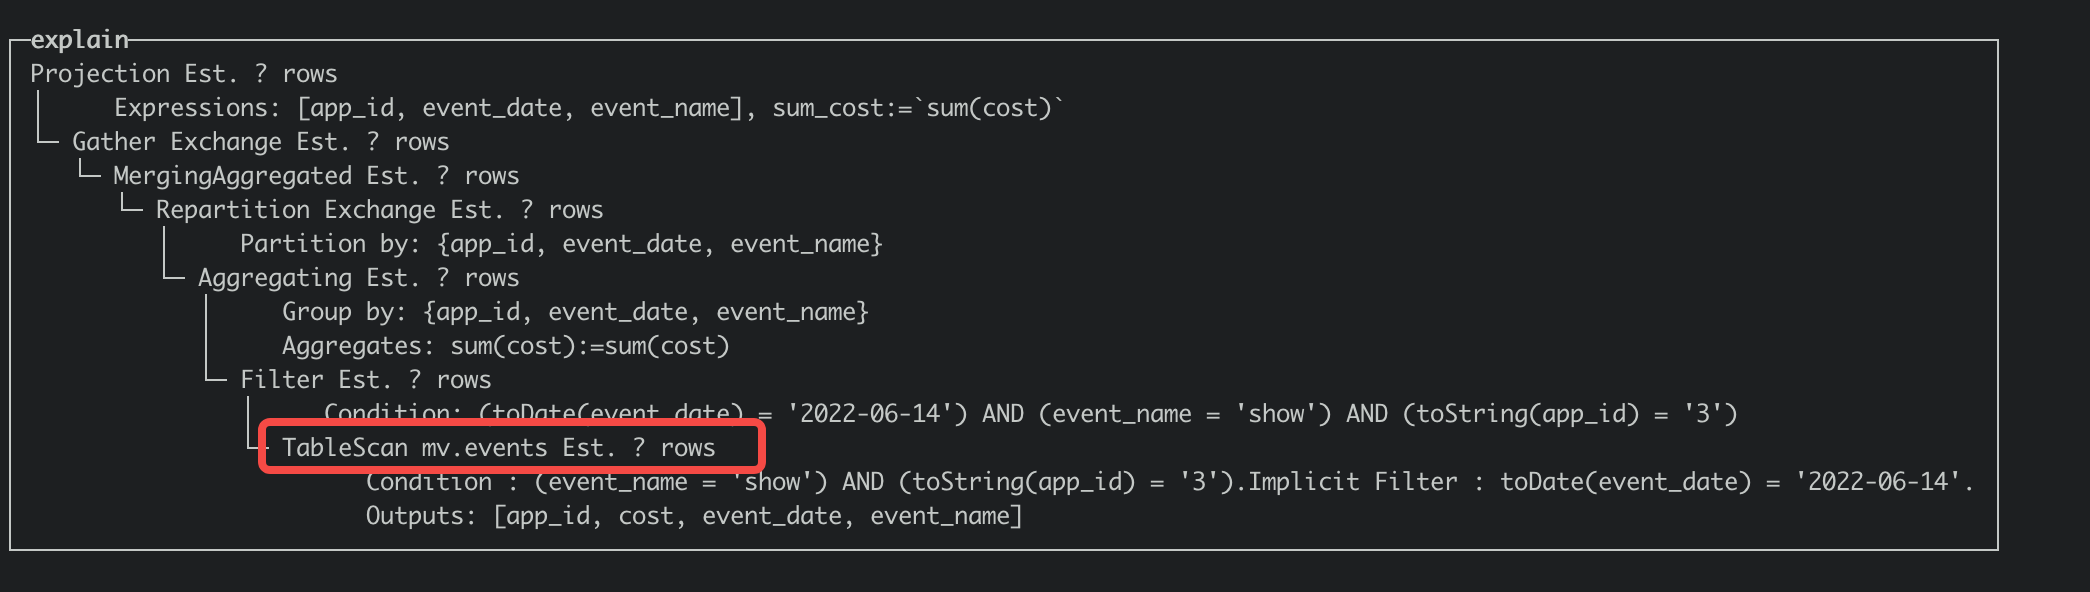 explain
Projection Est. ? rows
Expressions: [app_id, event_date, event_name], sum_cost:=`sum(cost)`
Gather Exchange Est. ? rows
MergingAggregated Est. ? rows
Repartition Exchange Est. ? rows
Partition by: {app_id, event_date, event_name}
Aggregating Est. ? rows
Group by: {app_id, event_date, event_name}
Aggregates: sum(cost):=sum(cost)
Filter Est. ? rows
Condition: (toDate(event_date) = '2022-06-14') AND (event_name = 'show') AND (toString(app_id) = '3')
TableScan mv.events Est. ? rows
Condition : (event_name = 'show') AND (toString(app_id) = '3').Implicit Filter : toDate(event_date) = '2022-06-14'.
Outputs: [app_id, cost, event_date, event_name]